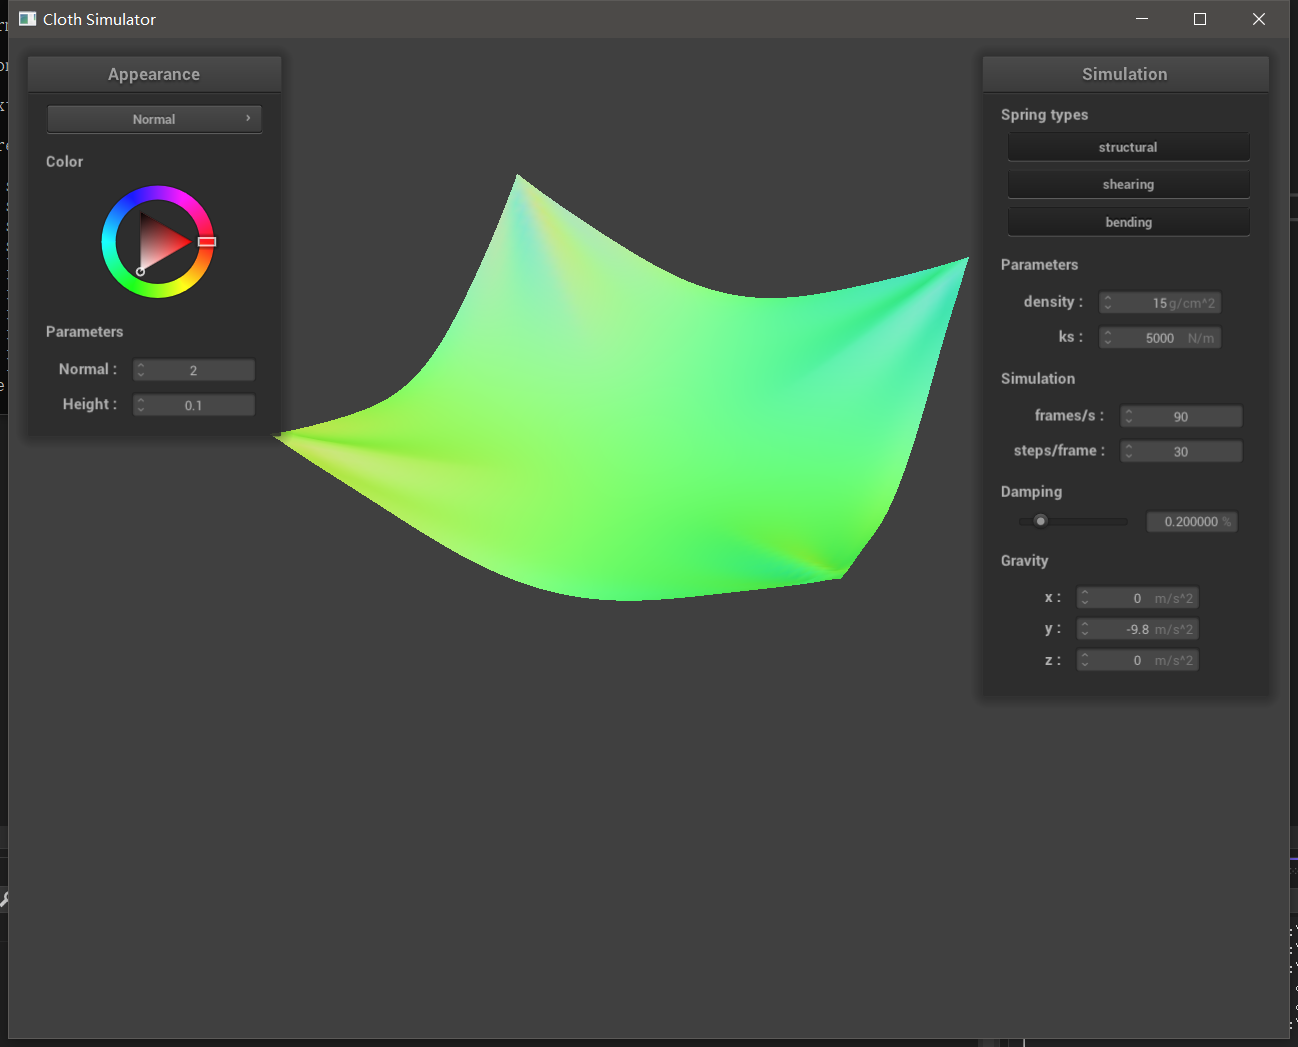 Cloth Simulator
Appearance
Normal
Color
Parameters
Normal : 2
Height : 0.1
Simulation
Spring types
structural
shearing
bending
Parameters
density : 15 g/cm^2
ks : 5000 N/m
Simulation
frames/s : 90
steps/frame : 30
Damping
0.200000 %
Gravity
x : 0 m/s^2
y : -9.8 m/s^2
z : 0 m/s^2